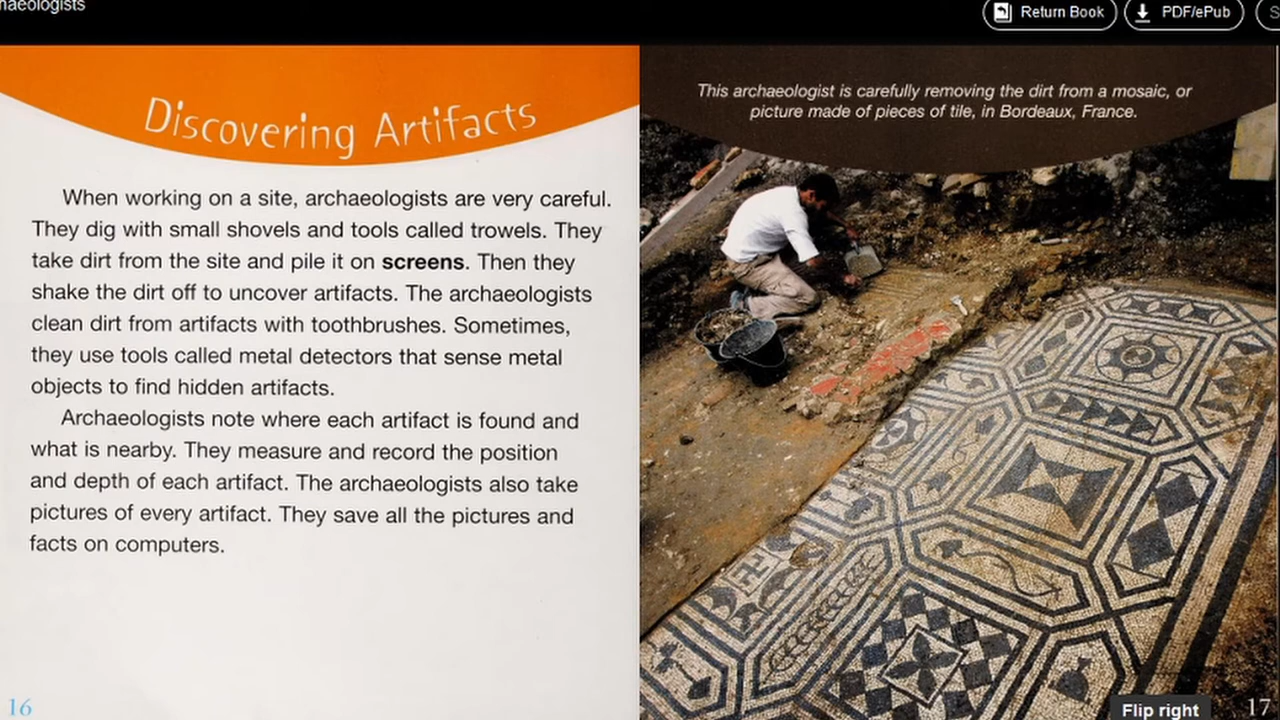 haeologists
Return Book
PDF/ePub
S
Discovering Artifacts
When working on a site, archaeologists are very careful.
They dig with small shovels and tools called trowels. They
take dirt from the site and pile it on screens. Then they
shake the dirt off to uncover artifacts. The archaeologists
clean dirt from artifacts with toothbrushes. Sometimes,
they use tools called metal detectors that sense metal
objects to find hidden artifacts.
Archaeologists note where each artifact is found and
what is nearby. They measure and record the position
and depth of each artifact. The archaeologists also take
pictures of every artifact. They save all the pictures and
facts on computers.
16
This archaeologist is carefully removing the dirt from a mosaic, or
picture made of pieces of tile, in Bordeaux, France.
Flip right
17